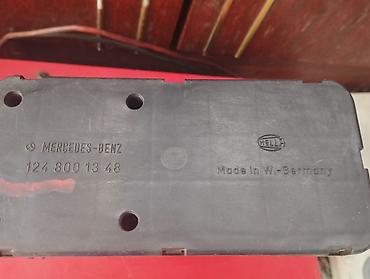 MERCEDES-BENZ
124 800 13 48
HELLA
Made in W.-Germany